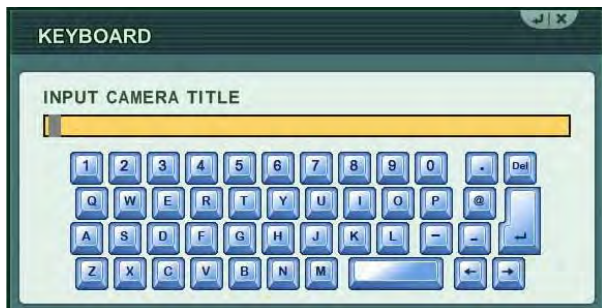 KEYBOARD
INPUT CAMERA TITLE
1 2 3 4 5 6 7 8 9 0 . Del
Q W E R T Y U I O P @
A S D F G H J K L - _ ↵
Z X C V B N M ← →